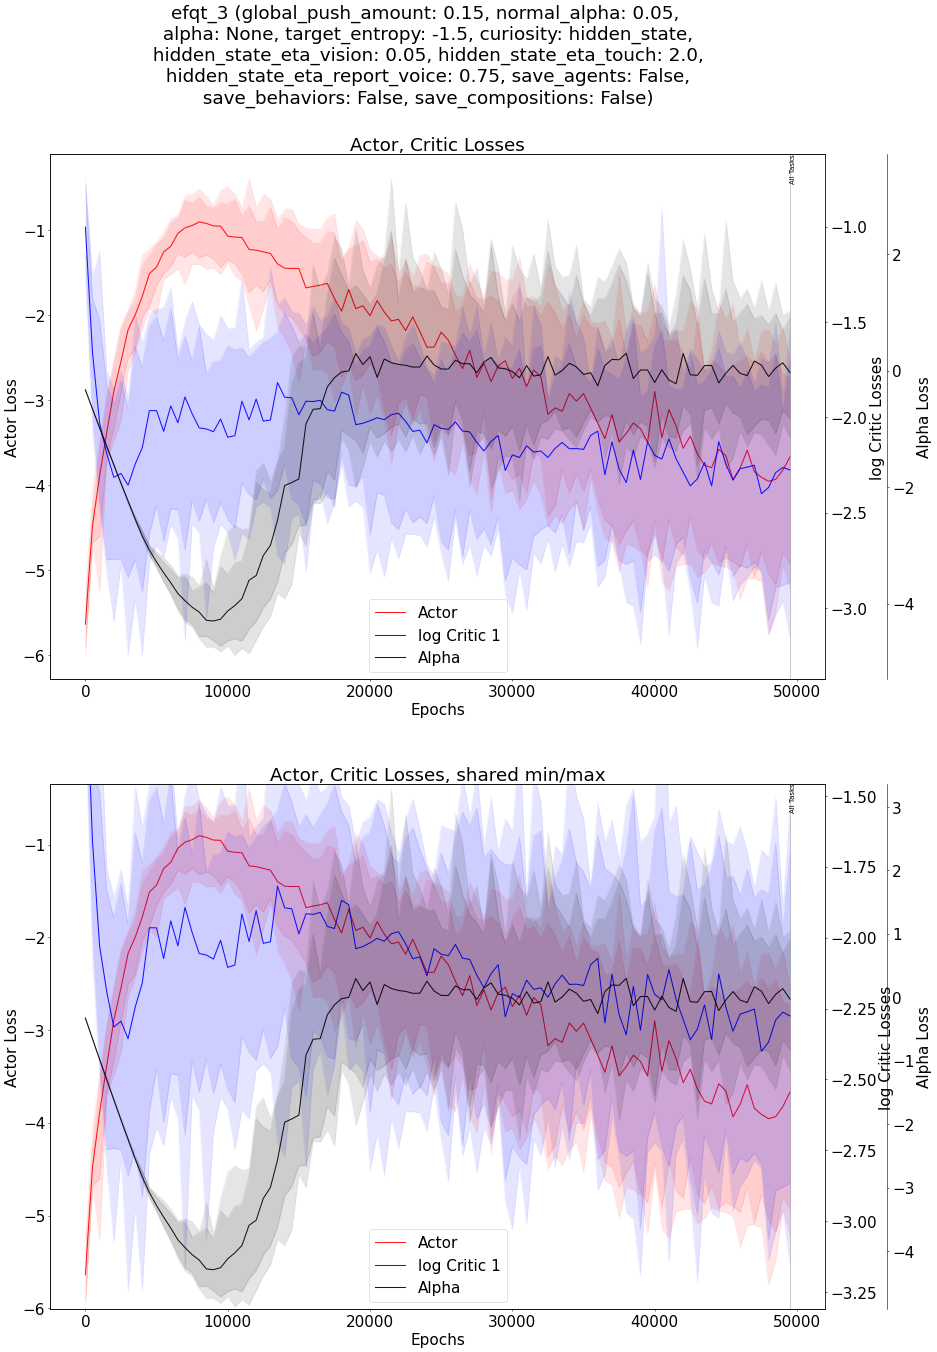 efqt_3 (global_push_amount: 0.15, normal_alpha: 0.05,
alpha: None, target_entropy: -1.5, curiosity: hidden_state,
hidden_state_eta_vision: 0.05, hidden_state_eta_touch: 2.0,
hidden_state_eta_report_voice: 0.75, save_agents: False,
save_behaviors: False, save_compositions: False)
Actor, Critic Losses
All Tasks
−1
−2
−3
−4
−5
−6
Actor Loss
−1.0
−1.5
−2.0
−2.5
−3.0
log Critic Losses
2
0
−2
−4
Alpha Loss
Actor
log Critic 1
Alpha
0
10000
20000
30000
40000
50000
Epochs
Actor, Critic Losses, shared min/max
All Tasks
−1
−2
−3
−4
−5
−6
Actor Loss
−1.50
−1.75
−2.00
−2.25
−2.50
−2.75
−3.00
−3.25
log Critic Losses
3
2
1
0
−1
−2
−3
−4
Alpha Loss
Actor
log Critic 1
Alpha
0
10000
20000
30000
40000
50000
Epochs